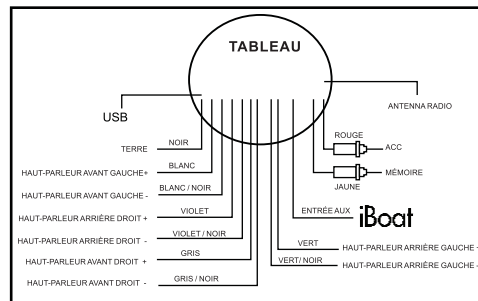 TABLEAU
USB
ANTENNA RADIO
NOIR
TERRE
BLANC
HAUT-PARLEUR AVANT GAUCHE+
BLANC / NOIR
HAUT-PARLEUR AVANT GAUCHE -
VIOLET
HAUT-PARLEUR ARRIÈRE DROIT +
VIOLET / NOIR
HAUT-PARLEUR ARRIÈRE DROIT -
GRIS
HAUT-PARLEUR AVANT DROIT +
GRIS / NOIR
HAUT-PARLEUR AVANT DROIT -
ROUGE
ACC
MÉMOIRE
JAUNE
ENTRÉE AUX
iBoat
VERT
HAUT-PARLEUR ARRIÈRE GAUCHE +
VERT/ NOIR
HAUT-PARLEUR ARRIÈRE GAUCHE -